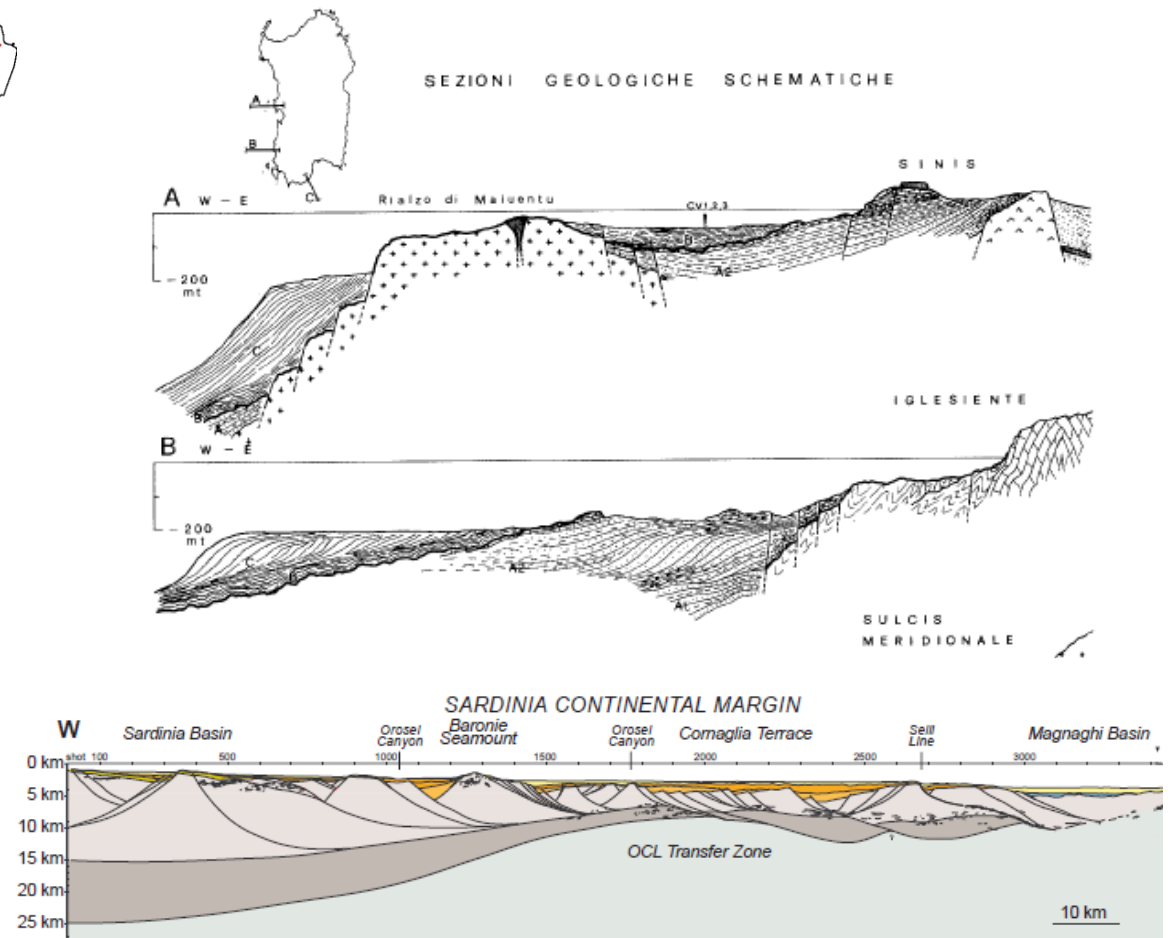 SEZIONI GEOLOGICHE SCHEMATICHE
A
B
C
SINIS
A W - E
Rialzo di Maluentu
CV1,2,3
B
A2
-200
mt
C
B
A
IGLESIENTE
B W - E
-200
mt
C
A2
A1
SULCIS
MERIDIONALE
SARDINIA CONTINENTAL MARGIN
W
Sardinia Basin
Orosei
Canyon
Baronie
Seamount
Orosei
Canyon
Cornaglia Terrace
Selli
Line
Magnaghi Basin
shot 100 500 1000 1500 2000 2500 3000
0 km
5 km
10 km
15 km
20 km
25 km
OCL Transfer Zone
10 km